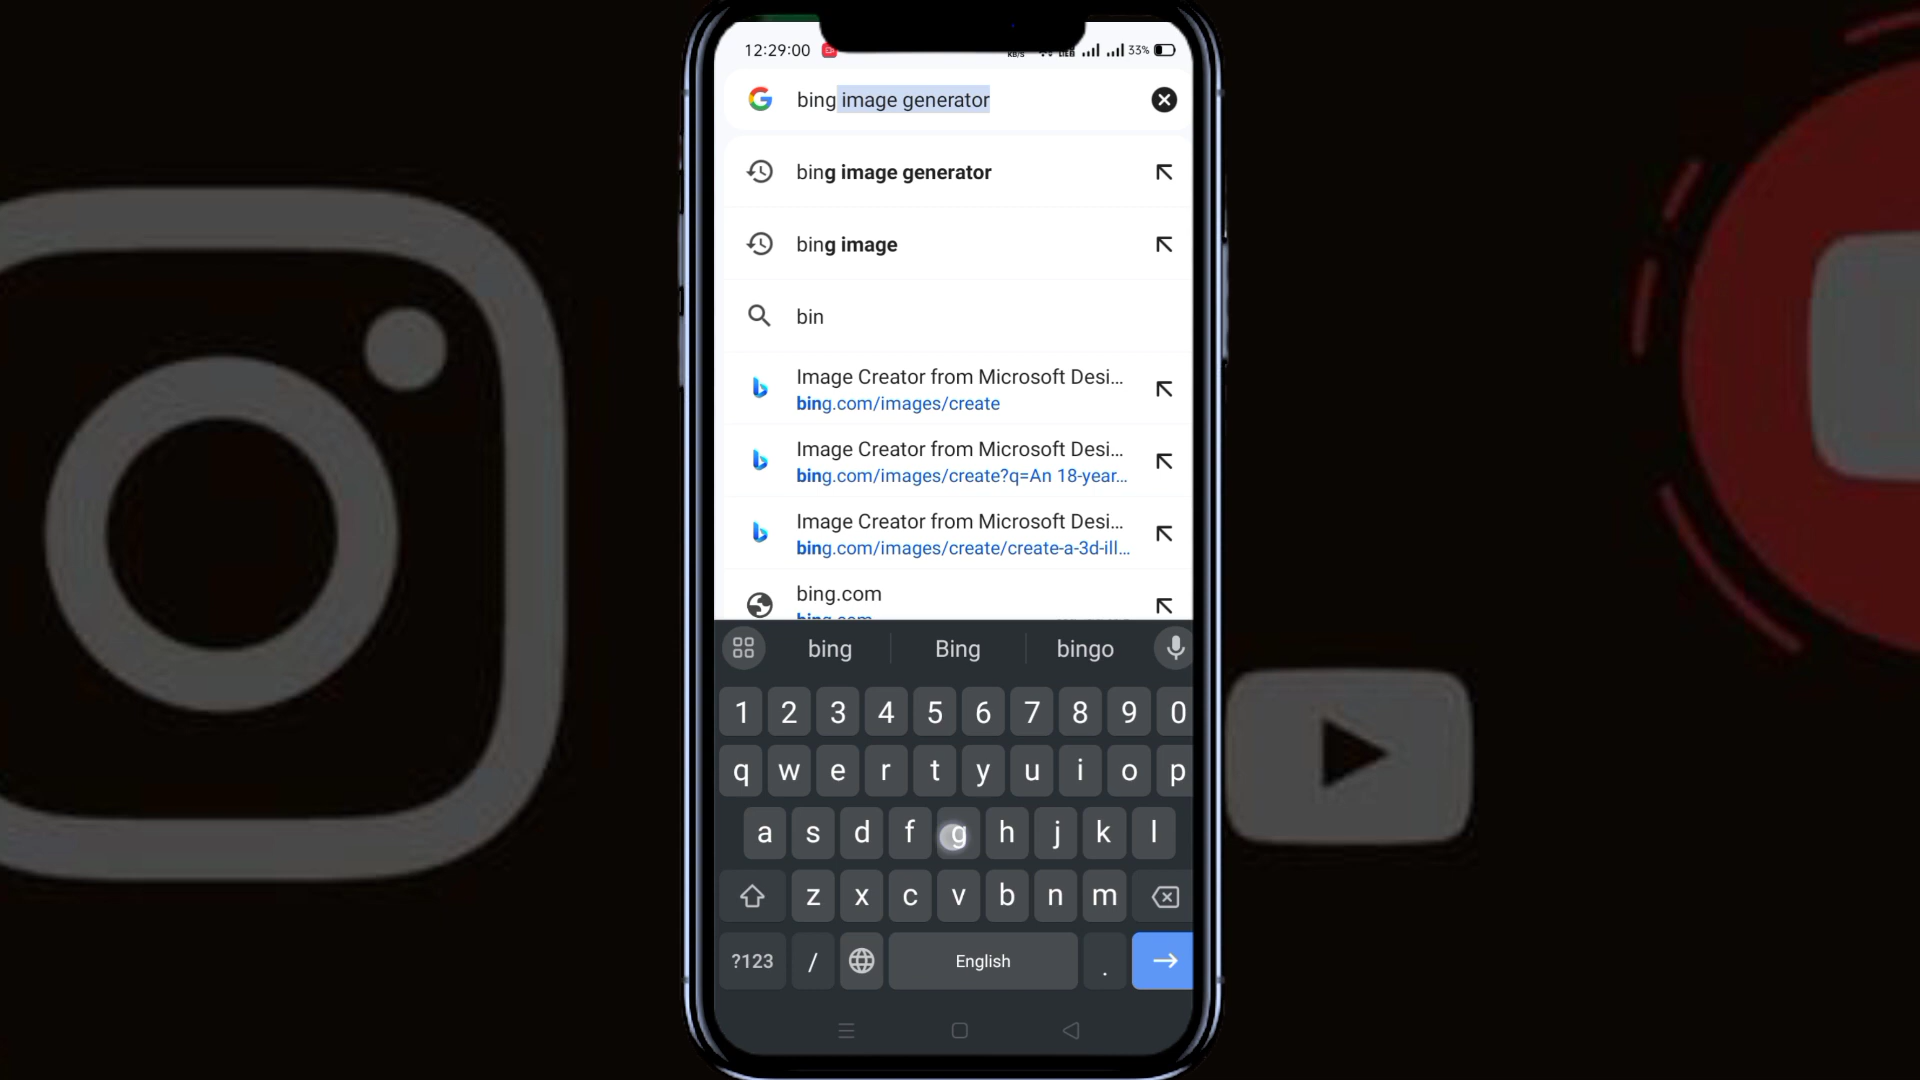 12:29:00
33%
bing image generator
bing image generator
bing image
bin
Image Creator from Microsoft Desi...
bing.com/images/create
Image Creator from Microsoft Desi...
bing.com/images/create?q=An 18-year...
Image Creator from Microsoft Desi...
bing.com/images/create/create-a-3d-ill...
bing.com
bing.com
bing Bing bingo
1 2 3 4 5 6 7 8 9 0
q w e r t y u i o p
a s d f g h j k l
z x c v b n m
?123 / English .